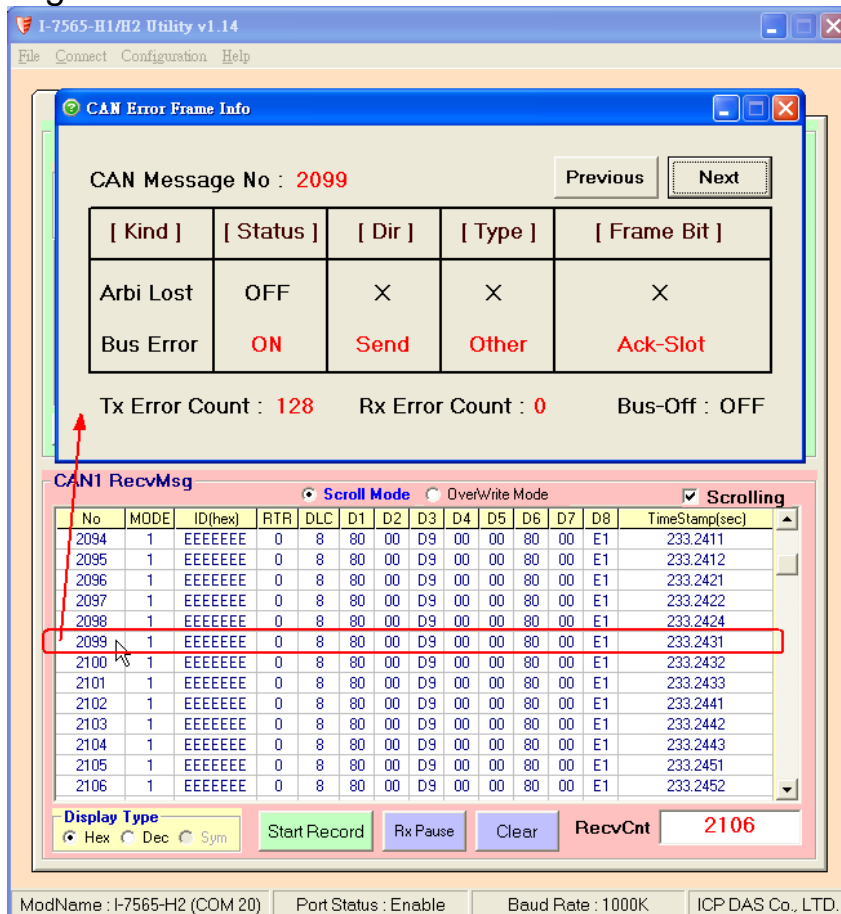 I-7565-H1/H2 Utility v1.14
File Connect Configuration Help
CAN Error Frame Info
CAN Message No : 2099 Previous Next
[ Kind ] [ Status ] [ Dir ] [ Type ] [ Frame Bit ]
Arbi Lost OFF X X X
Bus Error ON Send Other Ack-Slot
Tx Error Count : 128 Rx Error Count : 0 Bus-Off : OFF
CAN1 RecvMsg
Scroll Mode OverWrite Mode Scrolling
No MODE ID(hex) RTR DLC D1 D2 D3 D4 D5 D6 D7 D8 TimeStamp(sec)
2094 1 EEEEEEE 0 8 80 00 D9 00 00 80 00 E1 233.2411
2095 1 EEEEEEE 0 8 80 00 D9 00 00 80 00 E1 233.2412
2096 1 EEEEEEE 0 8 80 00 D9 00 00 80 00 E1 233.2421
2097 1 EEEEEEE 0 8 80 00 D9 00 00 80 00 E1 233.2422
2098 1 EEEEEEE 0 8 80 00 D9 00 00 80 00 E1 233.2424
2099 1 EEEEEEE 0 8 80 00 D9 00 00 80 00 E1 233.2431
2100 1 EEEEEEE 0 8 80 00 D9 00 00 80 00 E1 233.2432
2101 1 EEEEEEE 0 8 80 00 D9 00 00 80 00 E1 233.2433
2102 1 EEEEEEE 0 8 80 00 D9 00 00 80 00 E1 233.2441
2103 1 EEEEEEE 0 8 80 00 D9 00 00 80 00 E1 233.2442
2104 1 EEEEEEE 0 8 80 00 D9 00 00 80 00 E1 233.2443
2105 1 EEEEEEE 0 8 80 00 D9 00 00 80 00 E1 233.2451
2106 1 EEEEEEE 0 8 80 00 D9 00 00 80 00 E1 233.2452
Display Type
Hex Dec Sym Start Record Rx Pause Clear RecvCnt 2106
ModName : I-7565-H2 (COM 20) Port Status : Enable Baud Rate : 1000K ICP DAS Co., LTD.